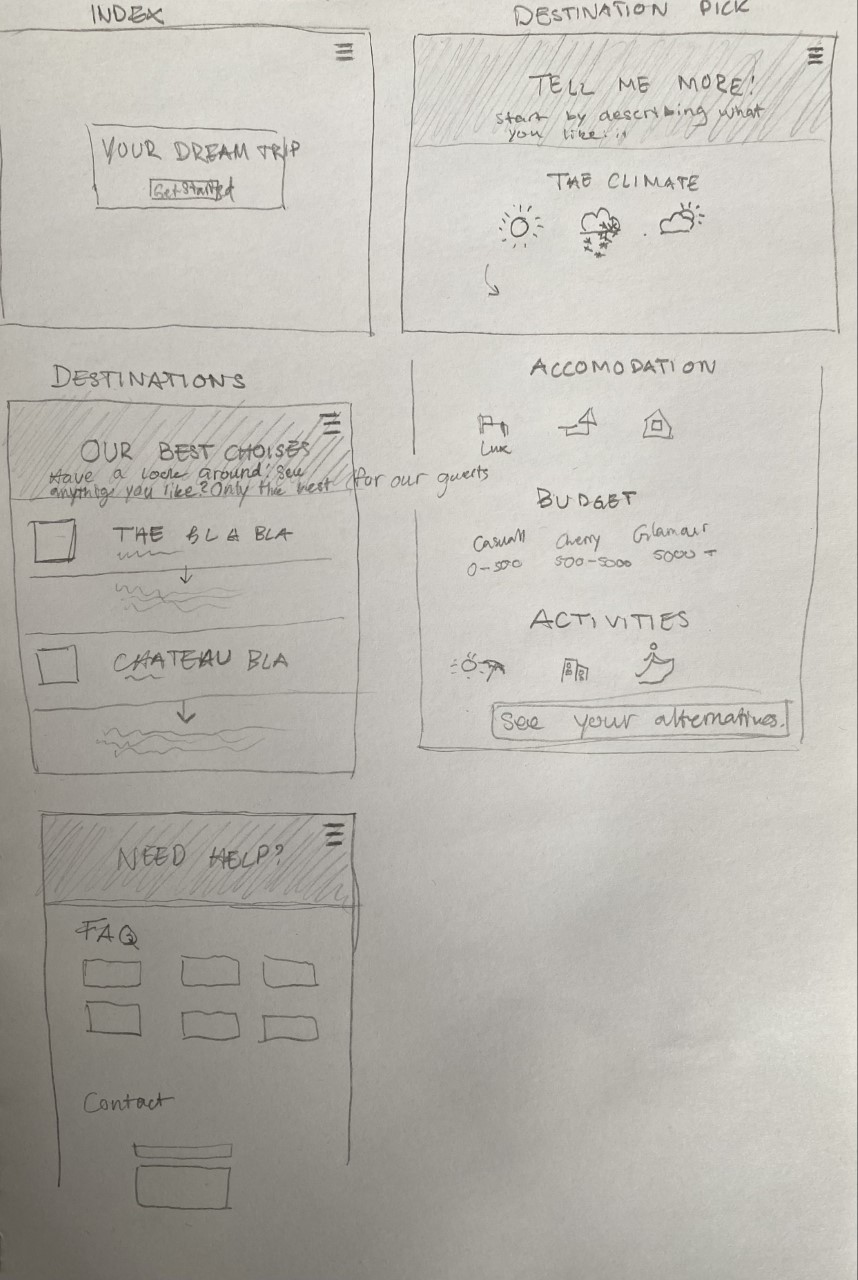 INDEX
YOUR DREAM TRIP
Get Started
DESTINATION PICK
TELL ME MORE!
start by describing what
you like...
THE CLIMATE
ACCOMODATION
Lux
BUDGET
Casuall Cherry Glamour
0-500 500-5000 5000 +
ACTIVITIES
See your alternatives.
DESTINATIONS
OUR BEST CHOISES
Have a look around! See
anything you like? Only the best for our guests
THE BLA BLA
CHATEAU BLA
NEED HELP?
FAQ
Contact